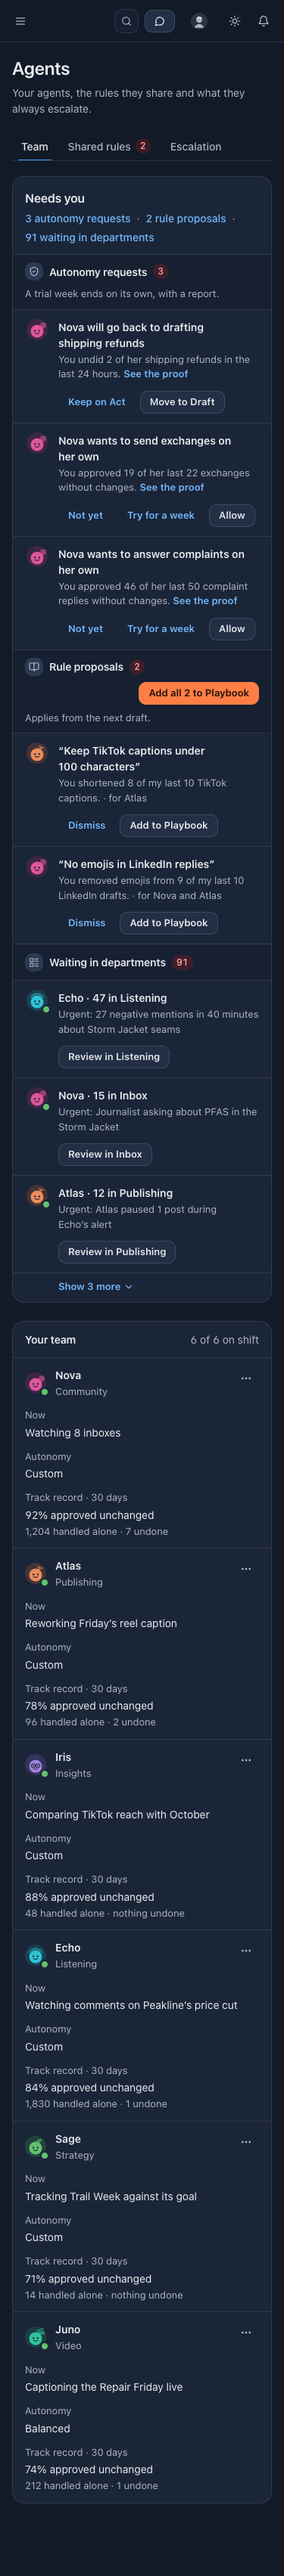 Agents
Your agents, the rules they share and what they
always escalate.
Team
Shared rules 2
Escalation
Needs you
3 autonomy requests · 2 rule proposals ·
91 waiting in departments
Autonomy requests 3
A trial week ends on its own, with a report.
Nova will go back to drafting
shipping refunds
You undid 2 of her shipping refunds in the
last 24 hours. See the proof
Keep on Act
Move to Draft
Nova wants to send exchanges on
her own
You approved 19 of her last 22 exchanges
without changes. See the proof
Not yet
Try for a week
Allow
Nova wants to answer complaints on
her own
You approved 46 of her last 50 complaint
replies without changes. See the proof
Not yet
Try for a week
Allow
Rule proposals 2
Add all 2 to Playbook
Applies from the next draft.
“Keep TikTok captions under
100 characters”
You shortened 8 of my last 10 TikTok
captions. · for Atlas
Dismiss
Add to Playbook
“No emojis in LinkedIn replies”
You removed emojis from 9 of my last 10
LinkedIn drafts. · for Nova and Atlas
Dismiss
Add to Playbook
Waiting in departments 91
Echo · 47 in Listening
Urgent: 27 negative mentions in 40 minutes
about Storm Jacket seams
Review in Listening
Nova · 15 in Inbox
Urgent: Journalist asking about PFAS in the
Storm Jacket
Review in Inbox
Atlas · 12 in Publishing
Urgent: Atlas paused 1 post during
Echo's alert
Review in Publishing
Show 3 more
Your team
6 of 6 on shift
Nova
Community
Now
Watching 8 inboxes
Autonomy
Custom
Track record · 30 days
92% approved unchanged
1,204 handled alone · 7 undone
Atlas
Publishing
Now
Reworking Friday's reel caption
Autonomy
Custom
Track record · 30 days
78% approved unchanged
96 handled alone · 2 undone
Iris
Insights
Now
Comparing TikTok reach with October
Autonomy
Custom
Track record · 30 days
88% approved unchanged
48 handled alone · nothing undone
Echo
Listening
Now
Watching comments on Peakline's price cut
Autonomy
Custom
Track record · 30 days
84% approved unchanged
1,830 handled alone · 1 undone
Sage
Strategy
Now
Tracking Trail Week against its goal
Autonomy
Custom
Track record · 30 days
71% approved unchanged
14 handled alone · nothing undone
Juno
Video
Now
Captioning the Repair Friday live
Autonomy
Balanced
Track record · 30 days
74% approved unchanged
212 handled alone · 1 undone